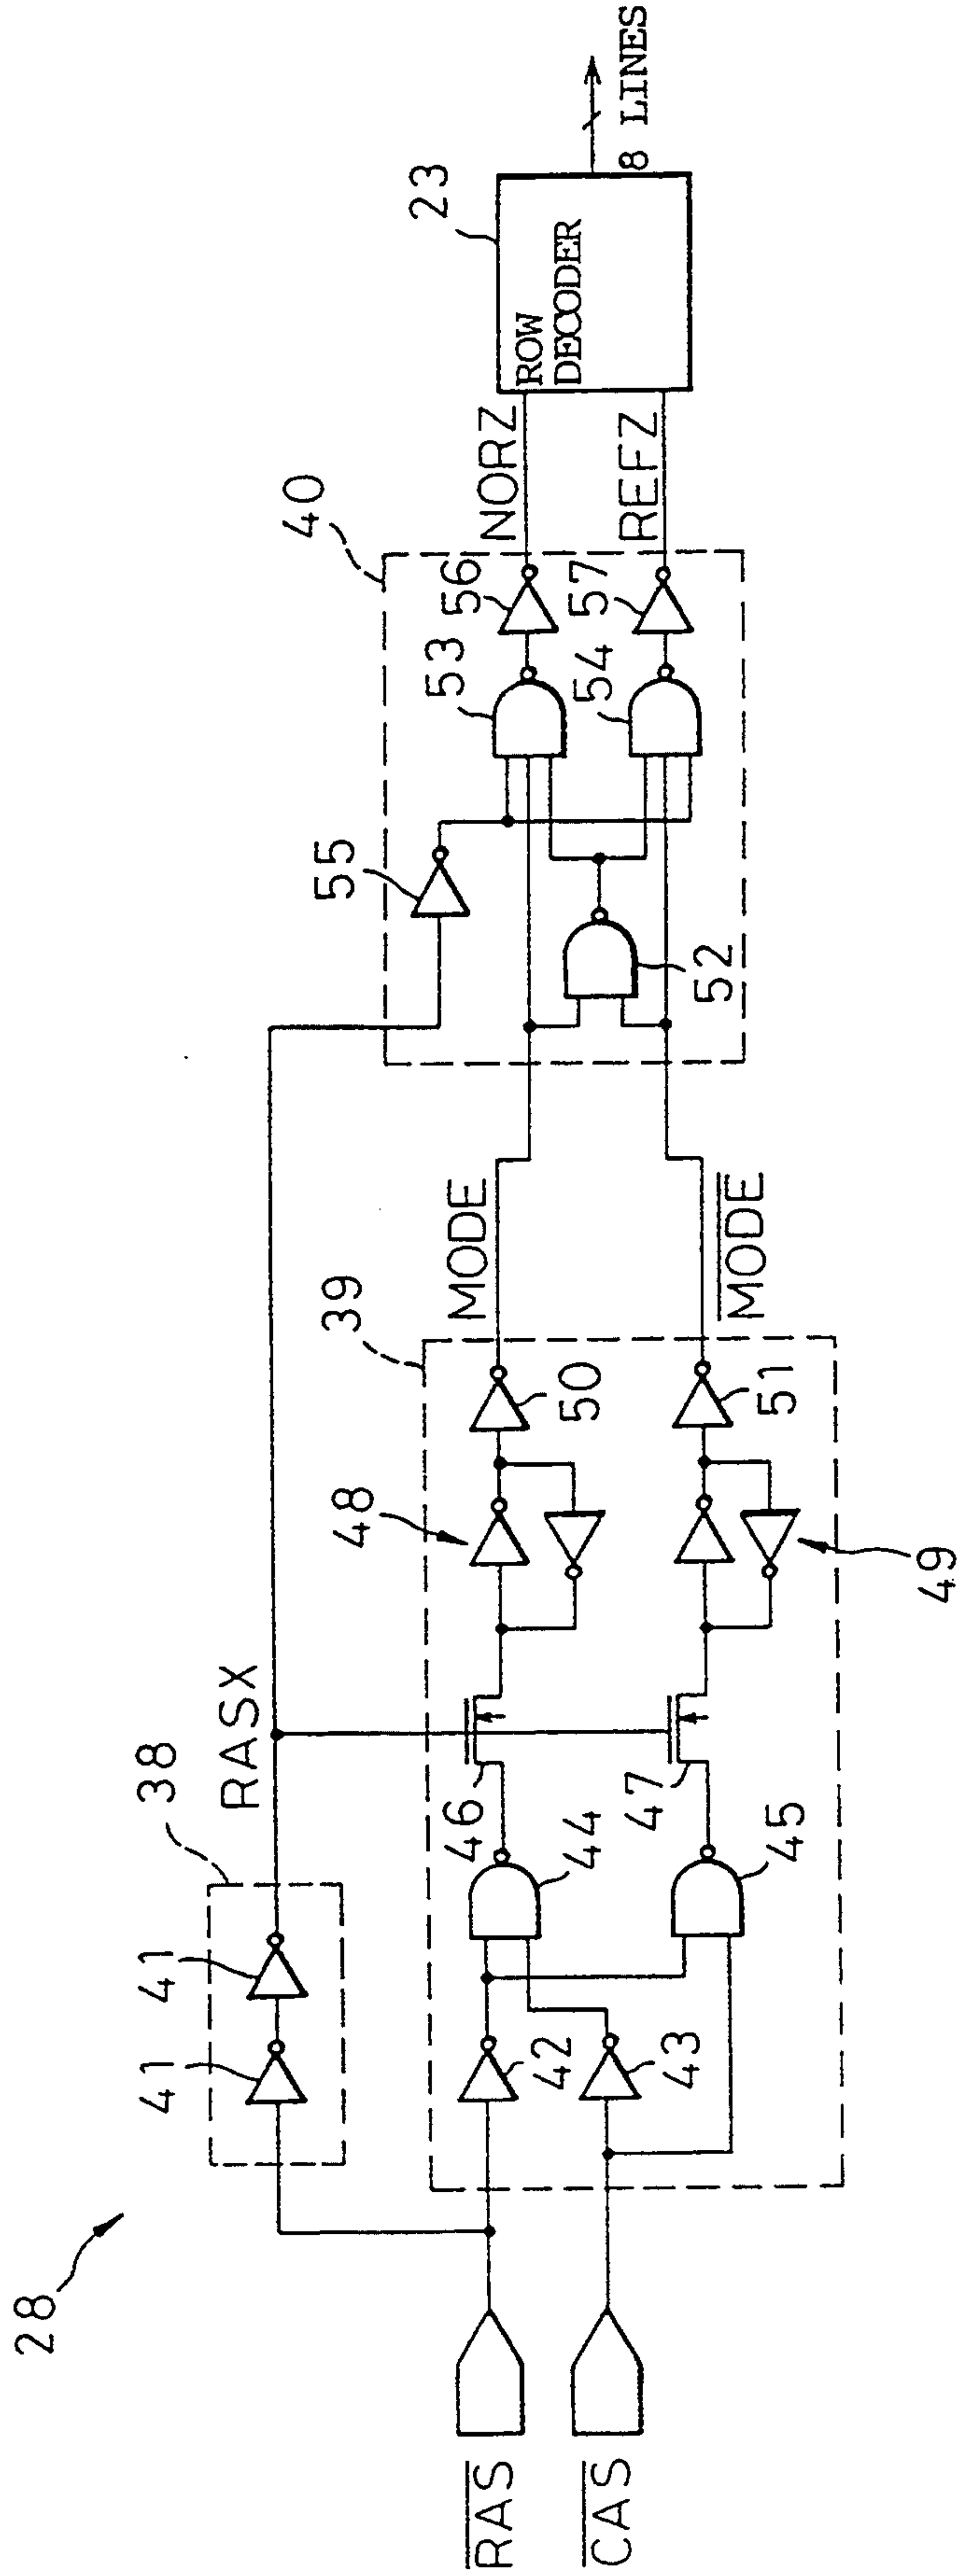 28
38
41
41
RASX
39
48
MODE
40
55
53
56
NORZ
23
ROW
DECODER
8 LINES
RAS
CAS
42
43
44
45
46
47
50
51
49
MODE
52
54
57
REFZ